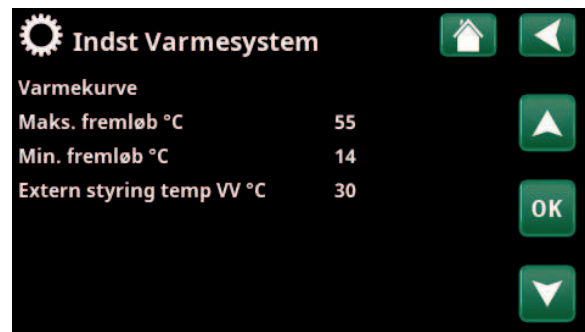 Indst Varmesystem
Varmekurve
Maks. fremløb °C 55
Min. fremløb °C 14
Extern styring temp VV °C 30
OK